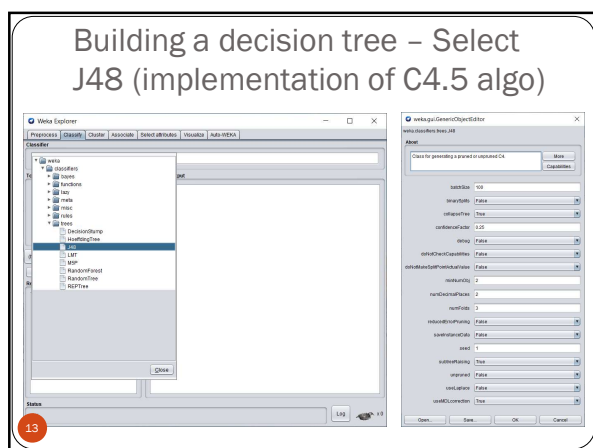 Building a decision tree – Select
J48 (implementation of C4.5 algo)
Weka Explorer
Preprocess Classify Cluster Associate Select attributes Visualize Auto-WEKA
Classifier
weka
classifiers
bayes
functions
lazy
meta
misc
rules
trees
DecisionStump
HoeffdingTree
J48
LMT
M5P
RandomForest
RandomTree
REPTree
Close
Status
Log x 0
weka.gui.GenericObjectEditor
weka.classifiers.trees.J48
About
Class for generating a pruned or unpruned C4.
More
Capabilities
batchSize 100
binarySplits False
collapseTree True
confidenceFactor 0.25
debug False
doNotCheckCapabilities False
doNotMakeSplitPointActualValue False
minNumObj 2
numDecimalPlaces 2
numFolds 3
reducedErrorPruning False
saveInstanceData False
seed 1
subtreeRaising True
unpruned False
useLaplace False
useMDLcorrection True
Open... Save... OK Cancel
13